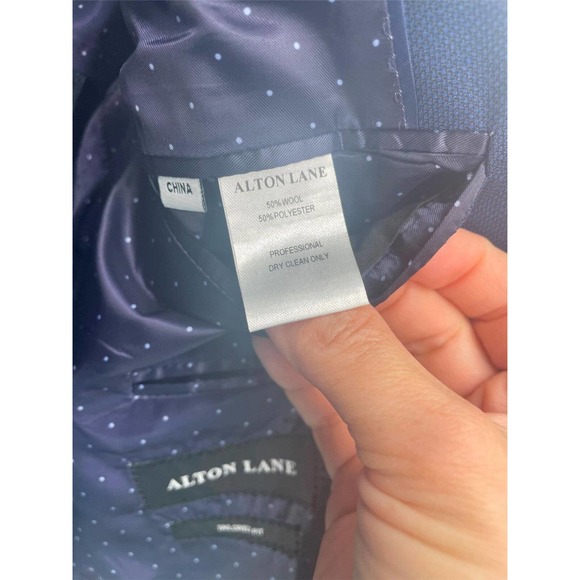 CHINA
ALTON LANE
50% WOOL
50% POLYESTER
PROFESSIONAL
DRY CLEAN ONLY
ALTON LANE